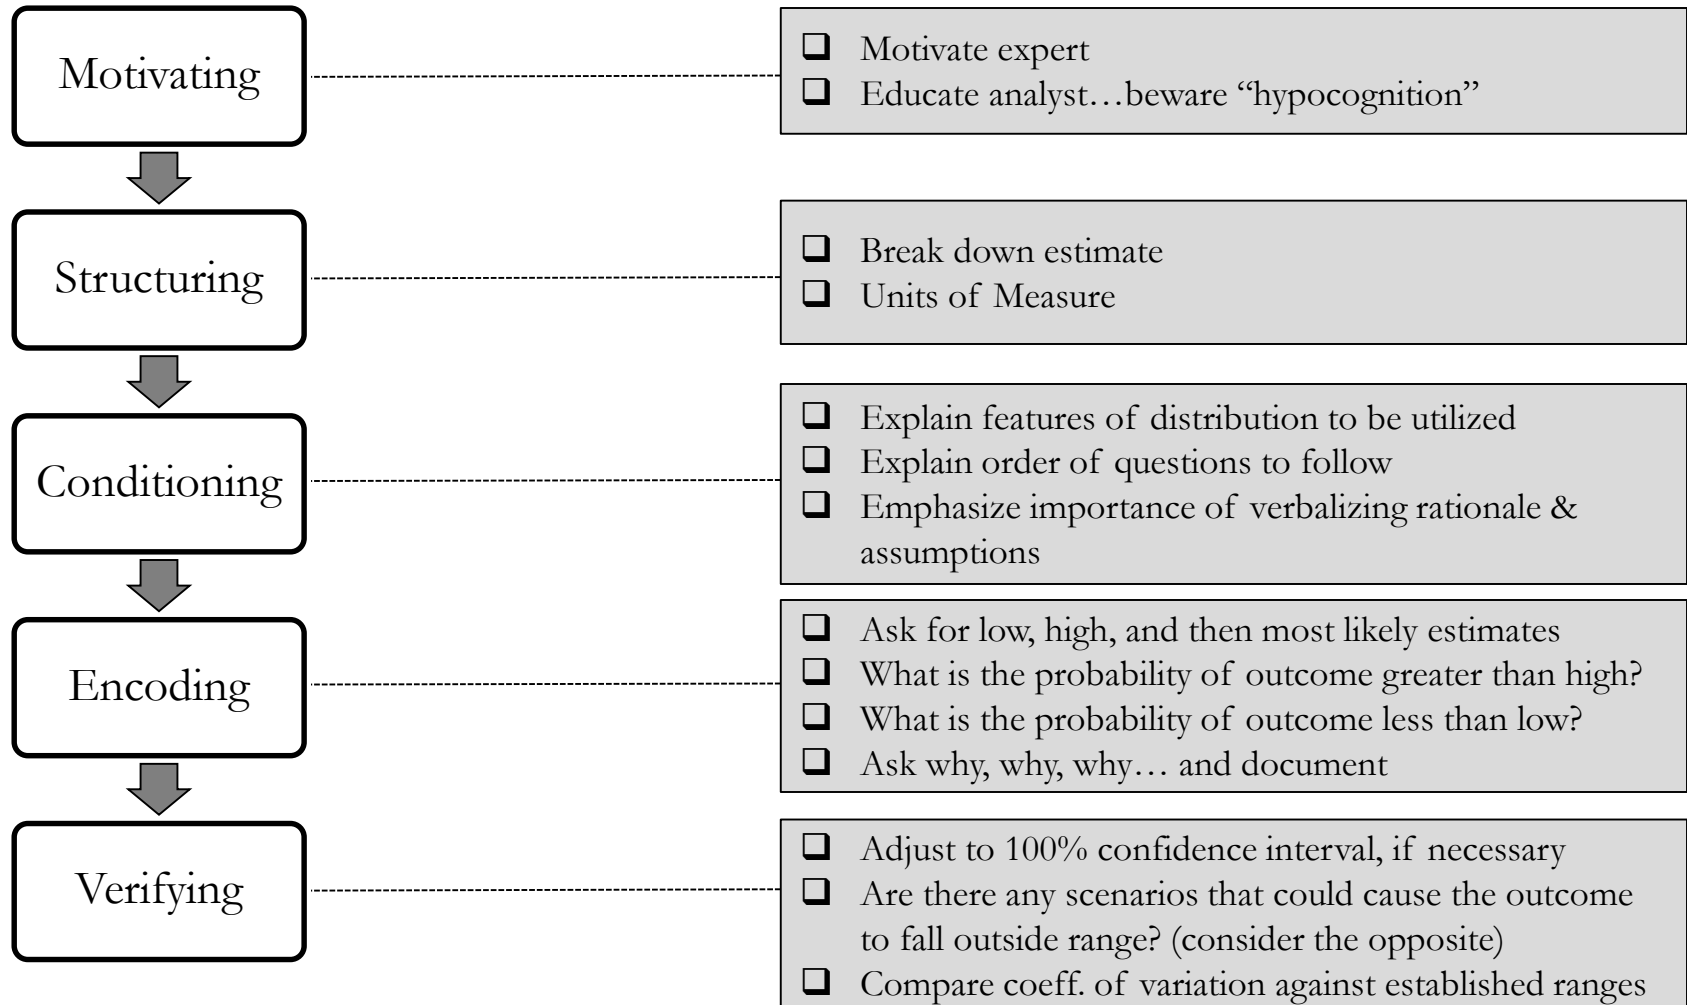 Motivating
❑ Motivate expert
❑ Educate analyst…beware “hypocognition”
Structuring
❑ Break down estimate
❑ Units of Measure
Conditioning
❑ Explain features of distribution to be utilized
❑ Explain order of questions to follow
❑ Emphasize importance of verbalizing rationale &
assumptions
Encoding
❑ Ask for low, high, and then most likely estimates
❑ What is the probability of outcome greater than high?
❑ What is the probability of outcome less than low?
❑ Ask why, why, why… and document
Verifying
❑ Adjust to 100% confidence interval, if necessary
❑ Are there any scenarios that could cause the outcome
to fall outside range? (consider the opposite)
❑ Compare coeff. of variation against established ranges